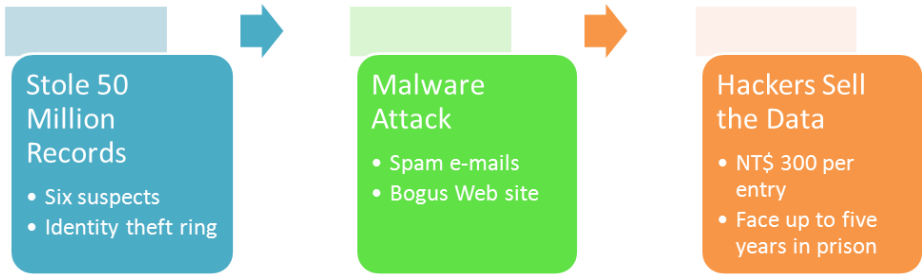 Stole 50
Million
Records
• Six suspects
• Identity theft ring
Malware
Attack
• Spam e-mails
• Bogus Web site
Hackers Sell
the Data
• NT$ 300 per
entry
• Face up to five
years in prison